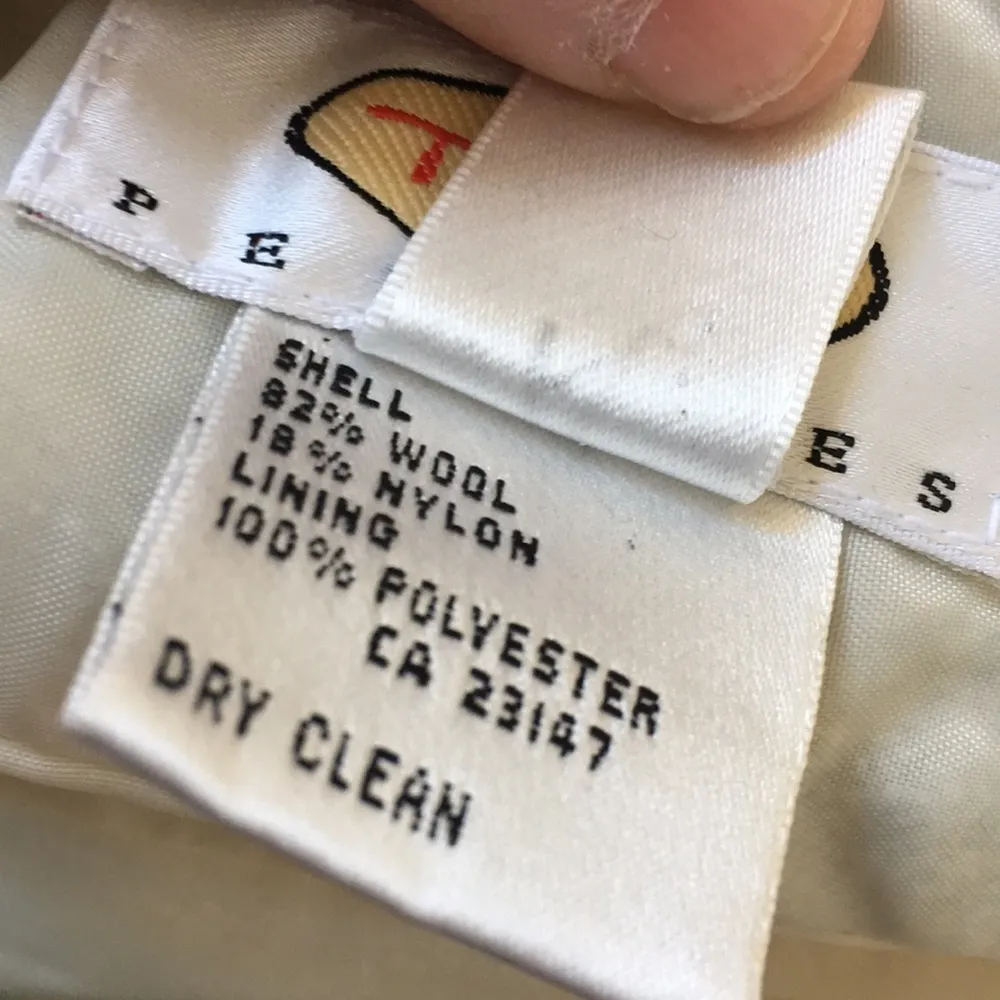 P E E S
SHELL
82% WOOL
18% NYLON
LINING
100% POLYESTER
CA 23147
DRY CLEAN